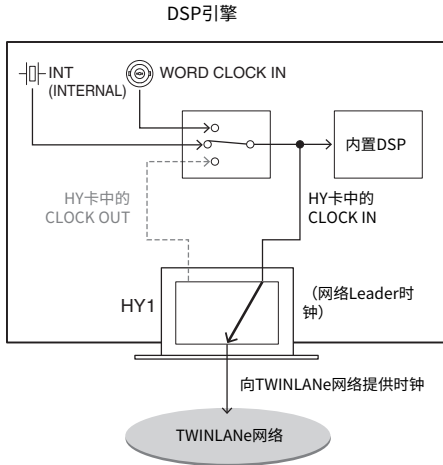 DSP引擎
INT
(INTERNAL)
WORD CLOCK IN
内置DSP
HY卡中的
CLOCK OUT
HY卡中的
CLOCK IN
HY1
（网络Leader时
钟）
向TWINLANe网络提供时钟
TWINLANe网络